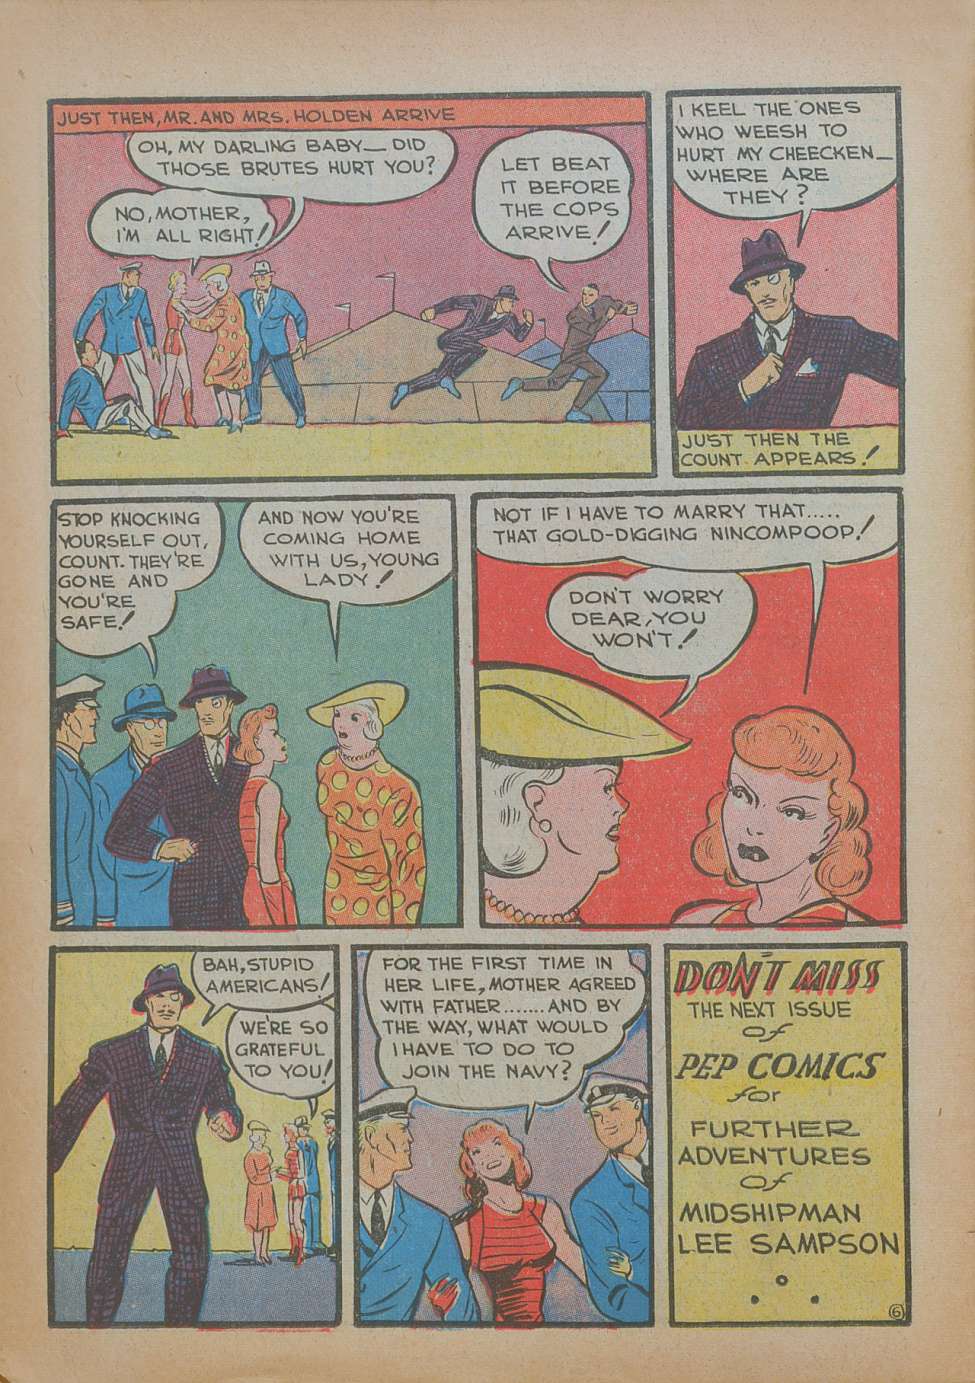 JUST THEN, MR. AND MRS. HOLDEN ARRIVE
OH, MY DARLING BABY— DID
THOSE BRUTES HURT YOU?
NO, MOTHER,
I'M ALL RIGHT!
LET BEAT
IT BEFORE
THE COPS
ARRIVE!
I KEEL THE ONES
WHO WEESH TO
HURT MY CHEECKEN—
WHERE ARE
THEY?
JUST THEN THE
COUNT APPEARS!
STOP KNOCKING
YOURSELF OUT,
COUNT. THEY'RE
GONE AND
YOU'RE
SAFE!
AND NOW YOU'RE
COMING HOME
WITH US, YOUNG
LADY!
NOT IF I HAVE TO MARRY THAT.....
THAT GOLD-DIGGING NINCOMPOOP!
DON'T WORRY
DEAR, YOU
WON'T!
BAH, STUPID
AMERICANS!
WE'RE SO
GRATEFUL
TO YOU!
FOR THE FIRST TIME IN
HER LIFE, MOTHER AGREED
WITH FATHER........AND BY
THE WAY, WHAT WOULD
I HAVE TO DO TO
JOIN THE NAVY?
DON'T MISS
THE NEXT ISSUE
of
PEP COMICS
for
FURTHER
ADVENTURES
of
MIDSHIPMAN
LEE SAMPSON
6